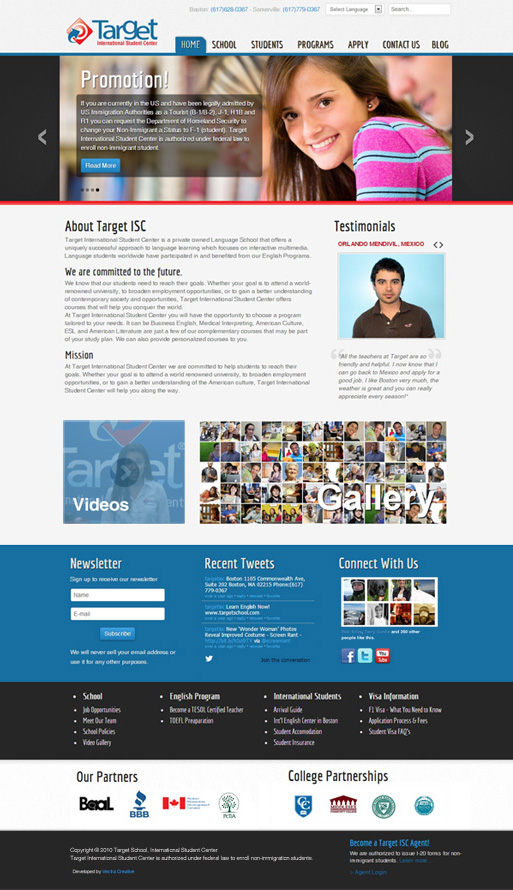 Boston: (617)628-0367 - Somerville: (617)779-0367
Select Language
Search...
Target
International Student Center
HOME SCHOOL STUDENTS PROGRAMS APPLY CONTACT US BLOG
Promotion!
If you are currently in the US and have been legally admitted by
US Immigration Authorities as a Tourist (B-1/B-2), J-1, H1B and
R1 you can request the Department of Homeland Security to
change your Non-Immigrant a Status to F-1 (student). Target
International Student Center is authorized under federal law to
enroll non-immigrant student.
Read More
About Target ISC
Target International Student Center is a private owned Language School that offers a
uniquely successful approach to language learning which focuses on interactive multimedia.
Language students worldwide have participated in and benefited from our English Programs.
We are committed to the future.
We know that our students need to reach their goals. Whether your goal is to attend a world-
renowned university, to broaden employment opportunities, or to gain a better understanding
of contemporary society and opportunities, Target International Student Center offers
courses that will help you conquer the world.
At Target International Center you will have the opportunity to choose a program
tailored to your needs. It can be Business English, Medical Interpreting, American Culture,
ESL and American Literature are just a few of our complementary courses that may be part
of your study plan. We can also provide personalized courses to you.
Mission
At Target International Student Center we are committed to help students to reach their
goals. Whether your goal is to attend a world renowned university, to broaden employment
opportunities, or to gain a better understanding of the American culture, Target International
Student Center will help you along the way.
Testimonials
ORLANDO MENDIVIL, MEXICO
"All the teachers at Target are so
friendly and helpful. I now know that I
can go back to Mexico and apply for a
good job. I like Boston very much, the
weather is great and you can really
appreciate every season!"
Target
Videos
Gallery
Newsletter
Sign up to receive our newsletter
Name
E-mail
Subscribe
We will never sell your email address or
use it for any other purposes.
Recent Tweets
Boston 1105 Commonwealth Ave,
Suite 202 Boston, MA 02215 Phone:(617)
779-0367
Learn English Now!
www.targetschool.com
New 'Wonder Woman' Photos
Reveal Improved Costume - Screen Rant -
via
Join the conversation
Connect With Us
and 350 other
people like this.
You Tube
School
Job Opportunities
Meet Our Team
School Policies
Video Gallery
English Program
Become a TESOL Certified Teacher
TOEFL Preaparation
International Students
Arrival Guide
Int'l English Center in Boston
Student Accomodation
Student Insurance
Visa Information
F1 Visa - What You Need to Know
Application Process & Fees
Student Visa FAQ's
Our Partners
BBB
College Partnerships
Copyright © 2010 Target School, International Student Center
Target International Student Center is authorized under federal law to enroll non-immigration students.
Developed by Vecina Creative
Become a Target ISC Agent!
We are authorized to issue I-20 forms for non-
immigrant students. Learn more...
> Agent Login